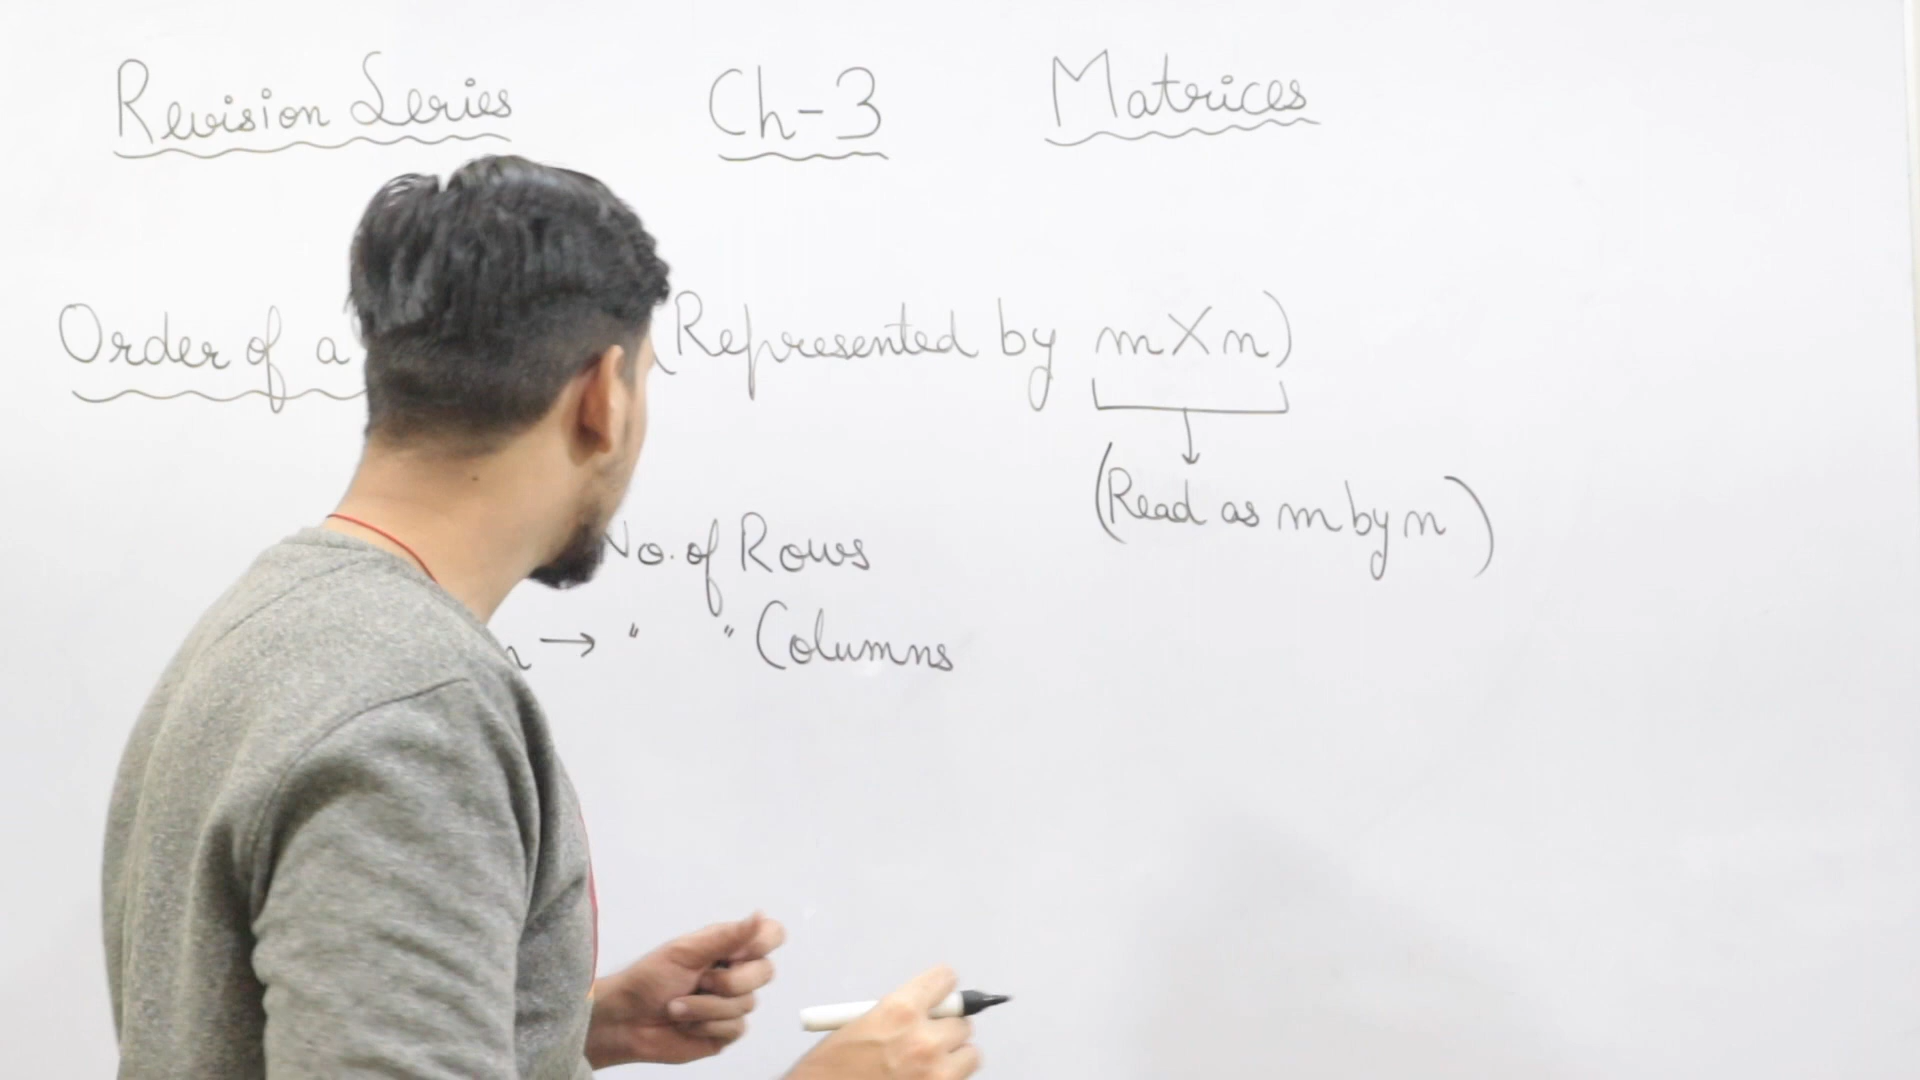 Revision Series Ch-3 Matrices
Order of a (Represented by m X n)
(Read as m by n)
No. of Rows
n → " " Columns